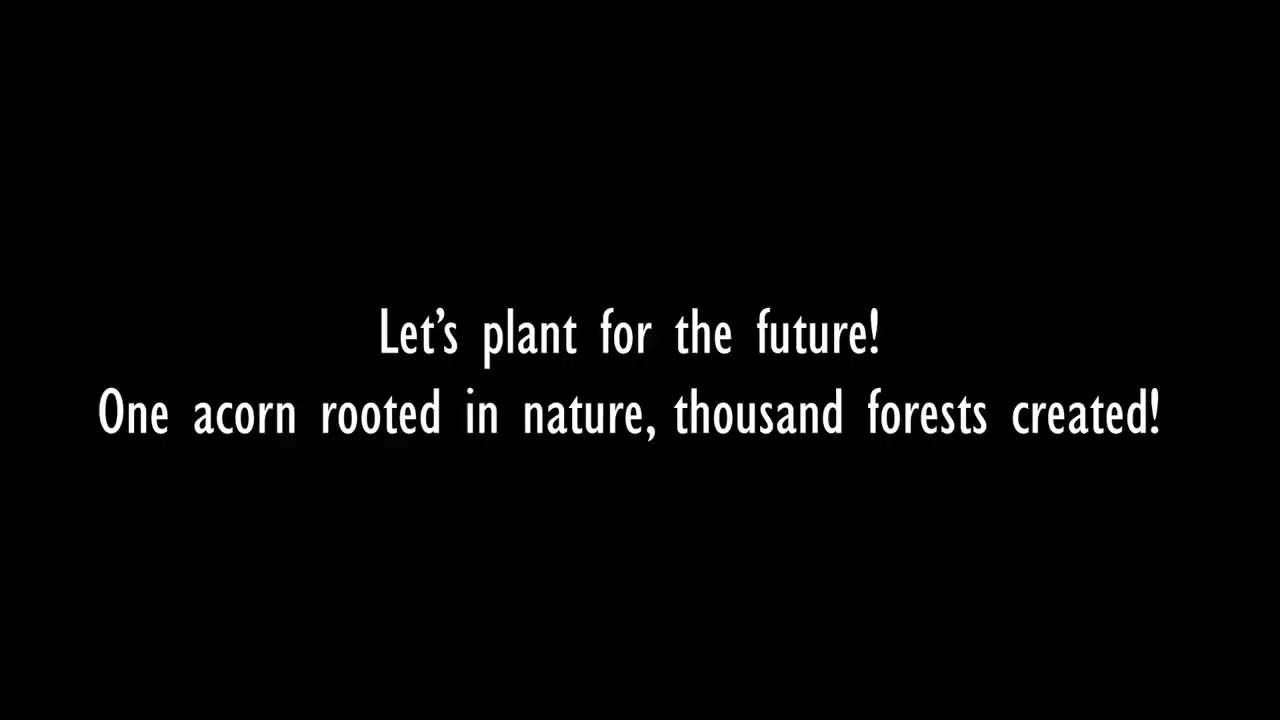 Let’s plant for the future!
One acorn rooted in nature, thousand forests created!